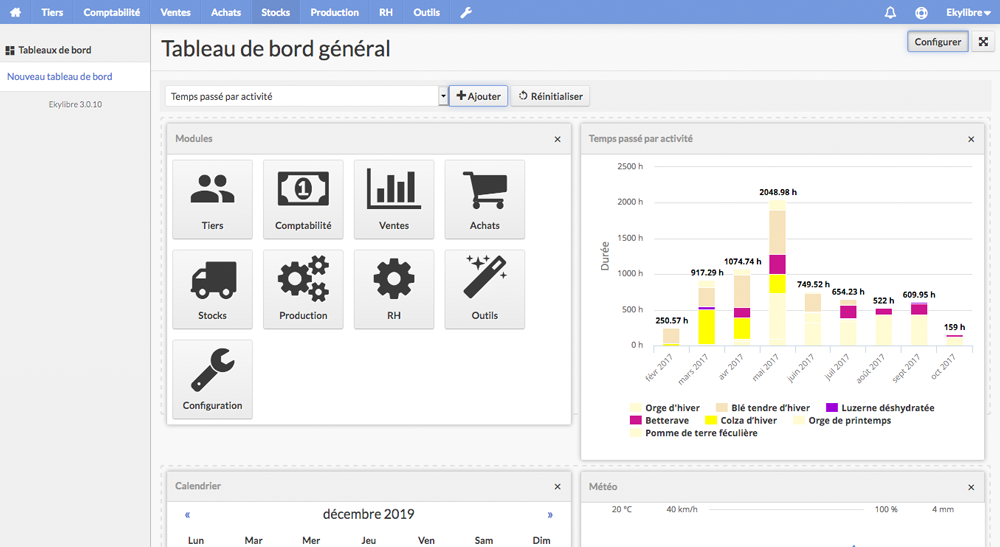 Tiers Comptabilité Ventes Achats Stocks Production RH Outils Ekylibre
Tableaux de bord
Nouveau tableau de bord
Ekylibre 3.0.10
Tableau de bord général
Configurer
Temps passé par activité
Ajouter
Réinitialiser
Modules
Tiers
Comptabilité
Ventes
Achats
Stocks
Production
RH
Outils
Configuration
Temps passé par activité
Durée
2500 h
2000 h
1500 h
1000 h
500 h
0 h
250.57 h
917.29 h
1074.74 h
2048.98 h
749.52 h
654.23 h
522 h
609.95 h
159 h
févr 2017
mars 2017
avr 2017
mai 2017
juin 2017
juil 2017
août 2017
sept 2017
oct 2017
Orge d'hiver Blé tendre d’hiver Luzerne déshydratée
Betterave Colza d’hiver Orge de printemps
Pomme de terre féculière
Calendrier
« décembre 2019 »
Lun Mar Mer Jeu Ven Sam Dim
Météo
20 °C 40 km/h 100 % 4 mm